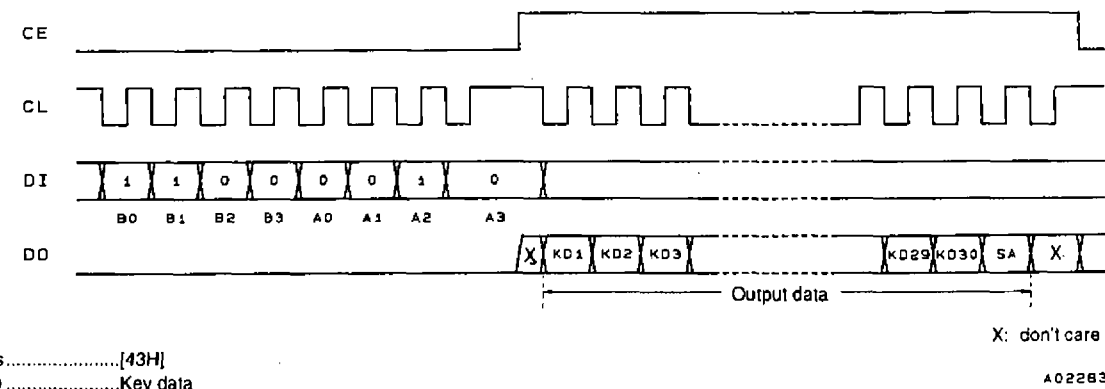 CE
CL
DI 1 1 0 0 0 0 1 0
B0 B1 B2 B3 A0 A1 A2 A3
DO X KD1 KD2 KD3 KD29 KD30 SA X
Output data
X: don't care
s......................[43H]
......................Key data
A02283